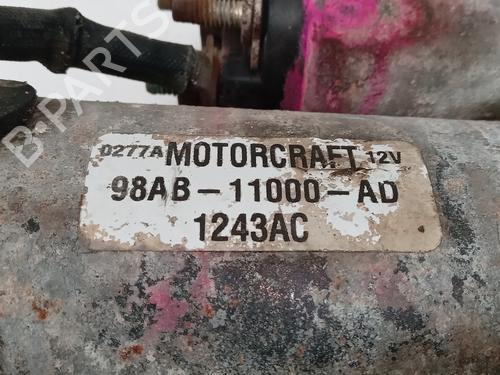 B-PARTS
D277A MOTORCRAFT 12V
98AB-11000-AD
1243AC